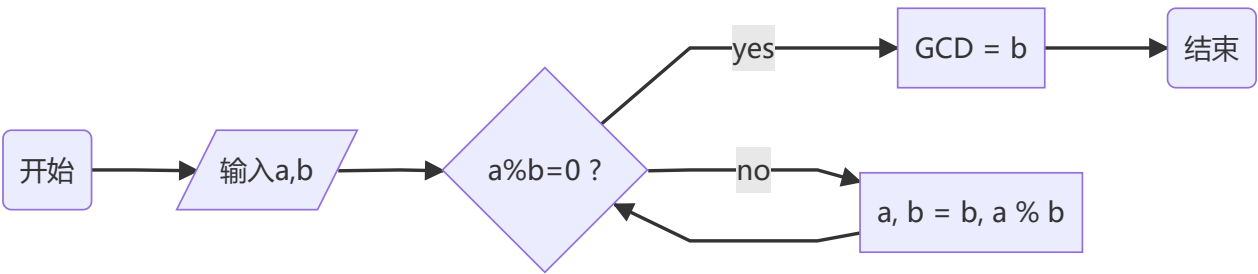 开始
输入a,b
a%b=0 ?
yes
GCD = b
结束
no
a, b = b, a % b